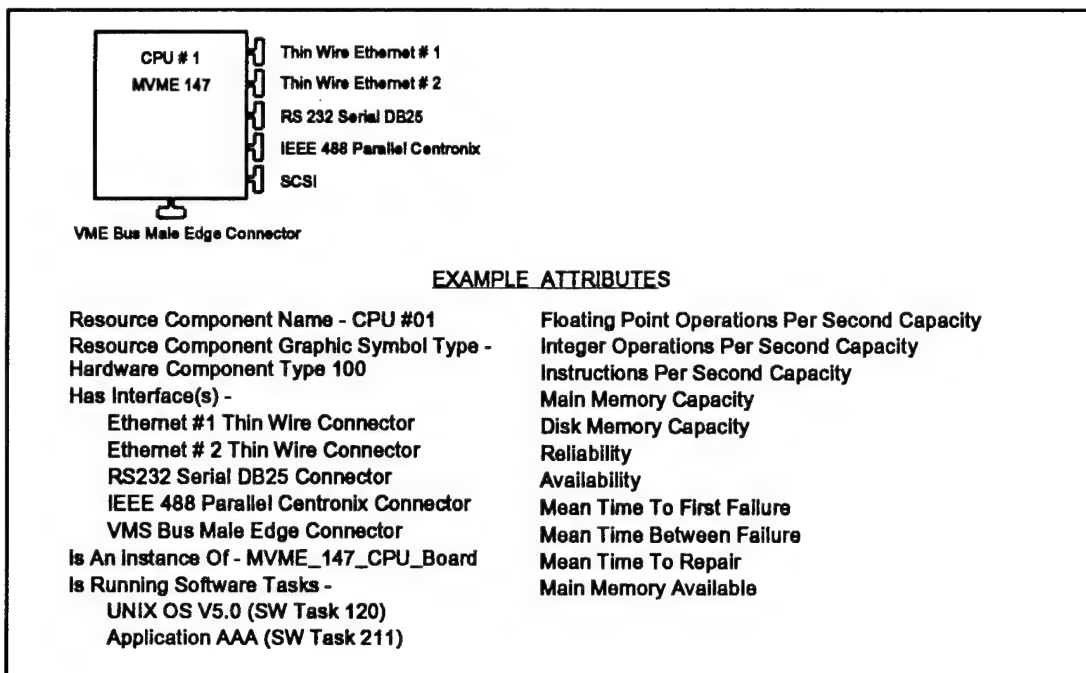 CPU # 1
MVME 147
Thin Wire Ethernet # 1
Thin Wire Ethernet # 2
RS 232 Serial DB25
IEEE 488 Parallel Centronix
SCSI
VME Bus Male Edge Connector
EXAMPLE ATTRIBUTES
Resource Component Name - CPU #01
Resource Component Graphic Symbol Type -
Hardware Component Type 100
Has Interface(s) -
Ethernet #1 Thin Wire Connector
Ethernet # 2 Thin Wire Connector
RS232 Serial DB25 Connector
IEEE 488 Parallel Centronix Connector
VMS Bus Male Edge Connector
Is An Instance Of - MVME_147_CPU_Board
Is Running Software Tasks -
UNIX OS V5.0 (SW Task 120)
Application AAA (SW Task 211)
Floating Point Operations Per Second Capacity
Integer Operations Per Second Capacity
Instructions Per Second Capacity
Main Memory Capacity
Disk Memory Capacity
Reliability
Availability
Mean Time To First Failure
Mean Time Between Failure
Mean Time To Repair
Main Memory Available